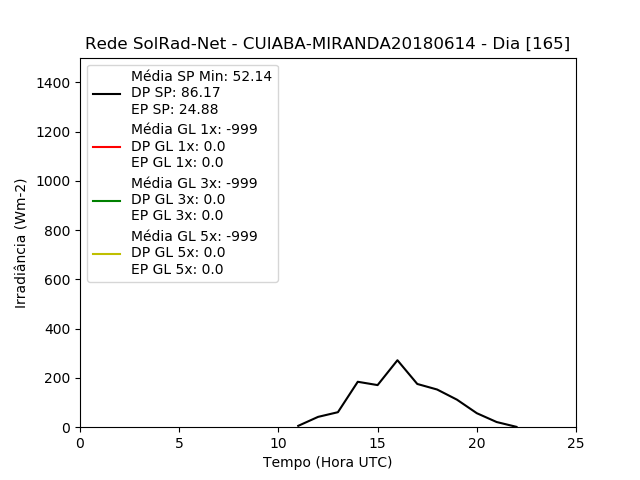 Rede SolRad-Net - CUIABA-MIRANDA20180614 - Dia [165]
Média SP Min: 52.14
DP SP: 86.17
EP SP: 24.88
Média GL 1x: -999
DP GL 1x: 0.0
EP GL 1x: 0.0
Média GL 3x: -999
DP GL 3x: 0.0
EP GL 3x: 0.0
Média GL 5x: -999
DP GL 5x: 0.0
EP GL 5x: 0.0
Irradiância (Wm-2)
1400
1200
1000
800
600
400
200
0
0 5 10 15 20 25
Tempo (Hora UTC)